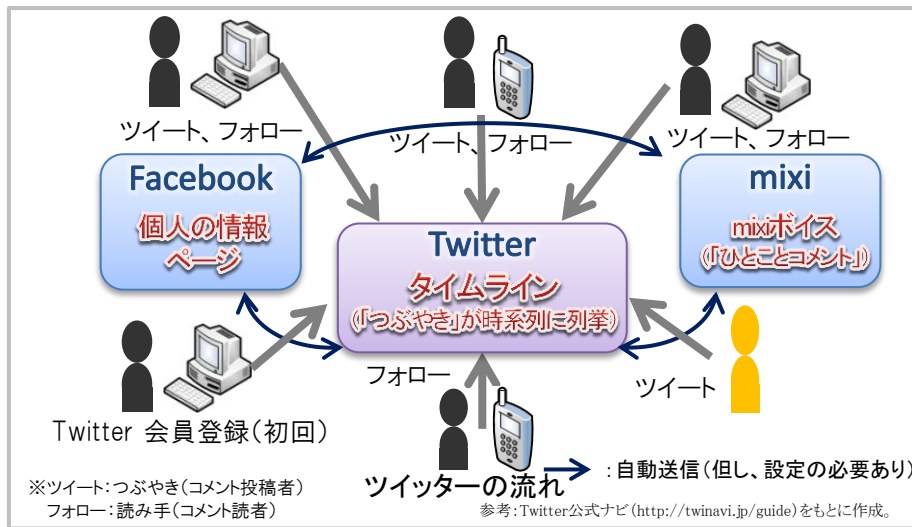 ツイート、フォロー
ツイート、フォロー
ツイート、フォロー
Facebook
個人の情報
ページ
mixi
mixiボイス
(「ひとことコメント」)
Twitter
タイムライン
(「つぶやき」が時系列に列挙)
フォロー
ツイート
Twitter 会員登録(初回)
ツイッターの流れ
:自動送信(但し、設定の必要あり)
※ツイート:つぶやき(コメント投稿者)
フォロー:読み手(コメント読者)
参考:Twitter公式ナビ(http://twinavi.jp/guide)をもとに作成。